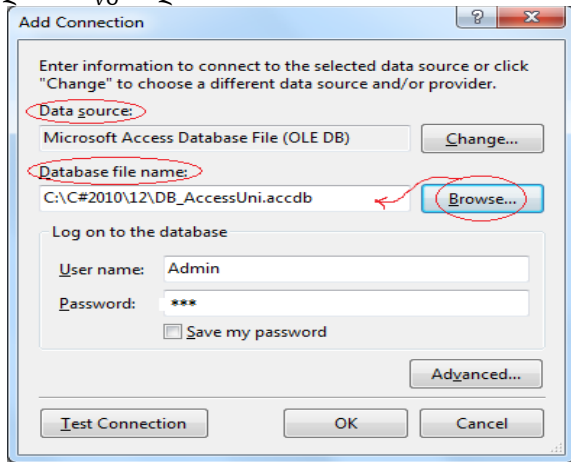 Add Connection
Enter information to connect to the selected data source or click
"Change" to choose a different data source and/or provider.
Data source:
Microsoft Access Database File (OLE DB)
Change...
Database file name:
C:\C#2010\12\DB_AccessUni.accdb
Browse...
Log on to the database
User name:
Admin
Password:
***
Save my password
Advanced...
Test Connection
OK
Cancel